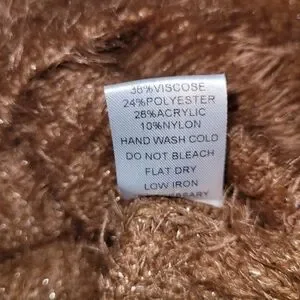 38%VISCOSE
24%POLYESTER
28%ACRYLIC
10%NYLON
HAND WASH COLD
DO NOT BLEACH
FLAT DRY
LOW IRON